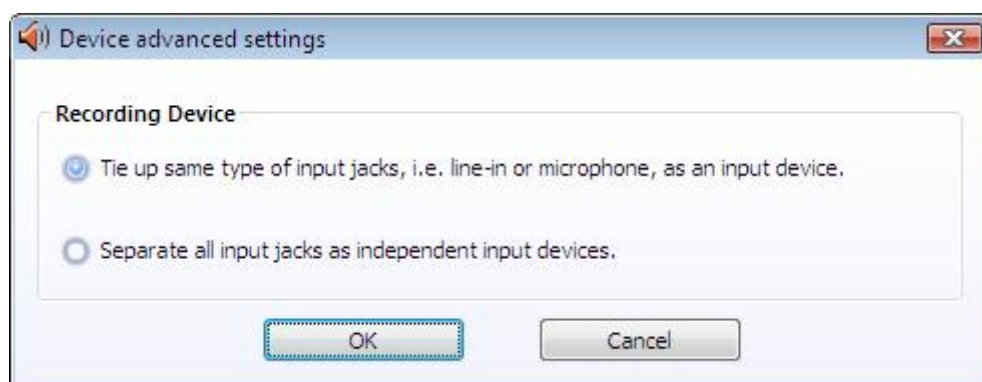 Device advanced settings
Recording Device
Tie up same type of input jacks, i.e. line-in or microphone, as an input device.
Separate all input jacks as independent input devices.
OK
Cancel